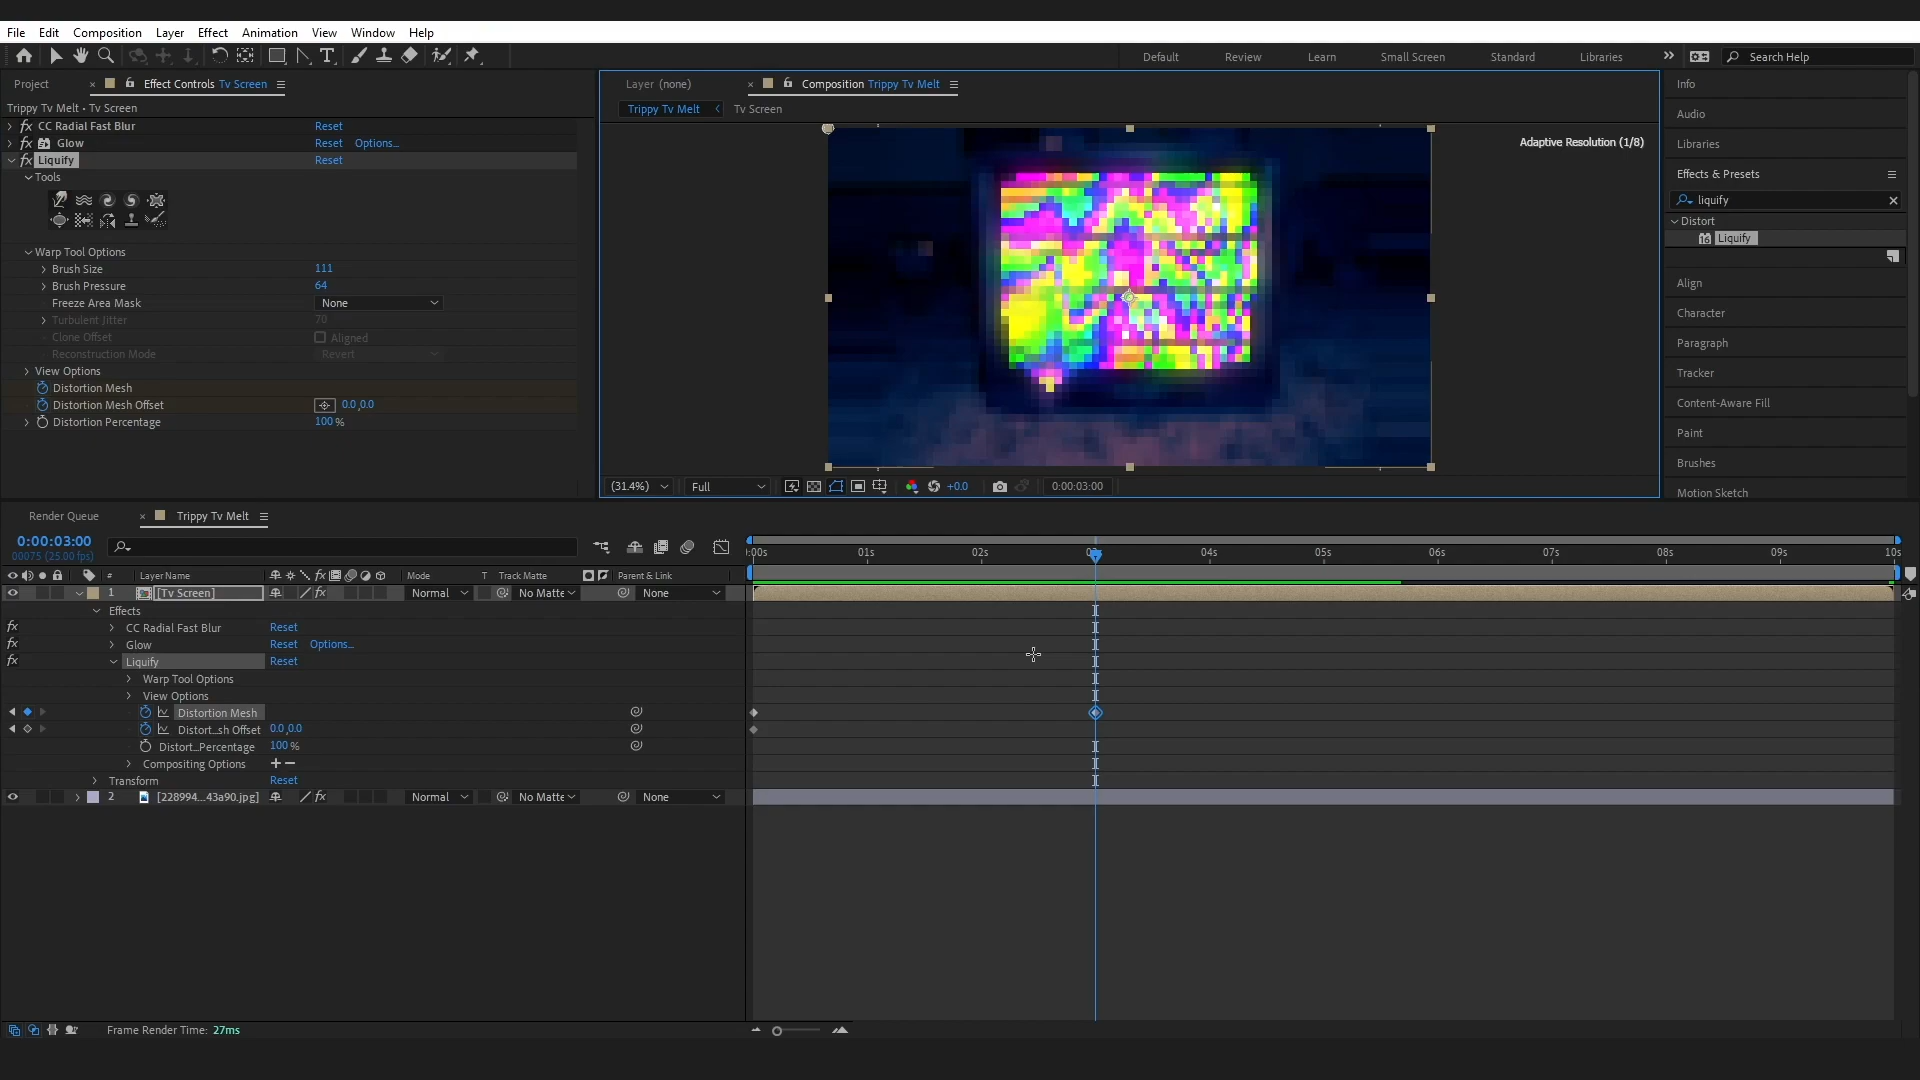 File Edit Composition Layer Effect Animation View Window Help
Default Review Learn Small Screen Standard Libraries Search Help
Project Effect Controls Tv Screen
Trippy Tv Melt • Tv Screen
CC Radial Fast Blur Reset
Glow Reset Options...
Liquify Reset
Tools
Warp Tool Options
Brush Size 111
Brush Pressure 64
Freeze Area Mask None
Turbulent Jitter 70
Clone Offset Aligned
Reconstruction Mode Revert
View Options
Distortion Mesh
Distortion Mesh Offset 0.0,0.0
Distortion Percentage 100 %
Layer (none) Composition Trippy Tv Melt
Trippy Tv Melt Tv Screen
Adaptive Resolution (1/8)
(31.4%) Full +0.0 0:00:03:00
Info
Audio
Libraries
Effects & Presets
liquify
Distort
Liquify
Align
Character
Paragraph
Tracker
Content-Aware Fill
Paint
Brushes
Motion Sketch
Render Queue Trippy Tv Melt
0:00:03:00
00075 (25.00 fps)
:00s 01s 02s 03s 04s 05s 06s 07s 08s 09s 10s
# Layer Name Mode T Track Matte Parent & Link
1 [Tv Screen] Normal No Matte None
Effects
CC Radial Fast Blur Reset
Glow Reset Options...
Liquify Reset
Warp Tool Options
View Options
Distortion Mesh
Distort...sh Offset 0.0,0.0
Distort...Percentage 100 %
Compositing Options + −
Transform Reset
2 [228994...43a90.jpg] Normal No Matte None
Frame Render Time: 27ms